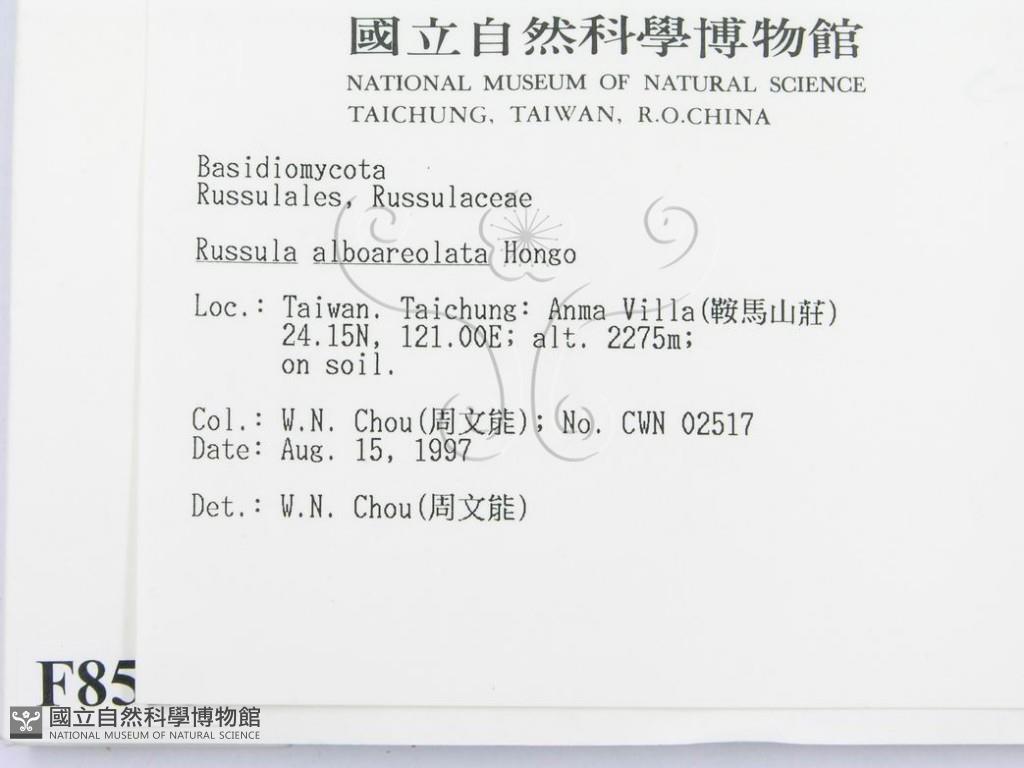 國立自然科學博物館
NATIONAL MUSEUM OF NATURAL SCIENCE
TAICHUNG, TAIWAN, R.O.CHINA
Basidiomycota
Russulales, Russulaceae
Russula alboareolata Hongo
Loc.: Taiwan. Taichung: Anma Villa(鞍馬山莊)
24.15N, 121.00E; alt. 2275m;
on soil.
Col.: W.N. Chou(周文能); No. CWN 02517
Date: Aug. 15, 1997
Det.: W.N. Chou(周文能)
F85
國立自然科學博物館
NATIONAL MUSEUM OF NATURAL SCIENCE